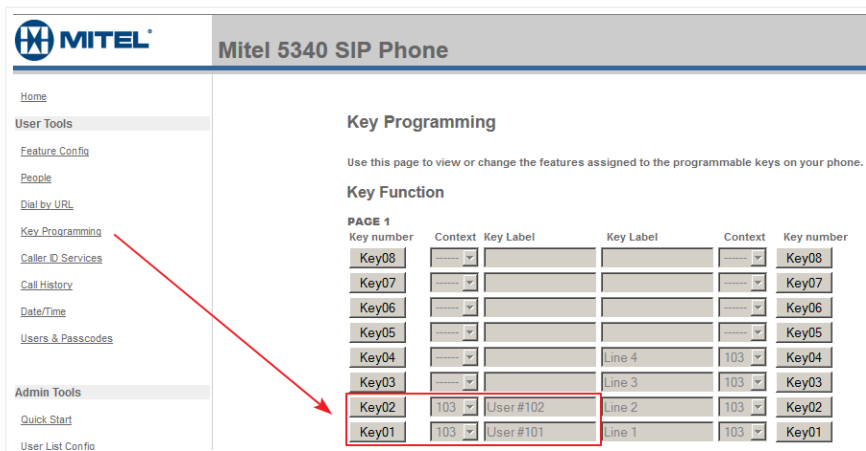 MITEL
Mitel 5340 SIP Phone
Home
User Tools
Feature Config
People
Dial by URL
Key Programming
Caller ID Services
Call History
Date/Time
Users & Passcodes
Admin Tools
Quick Start
User List Config
Key Programming
Use this page to view or change the features assigned to the programmable keys on your phone.
Key Function
PAGE 1
Key number Context Key Label Key Label Context Key number
Key08 ------ ------ Key08
Key07 ------ ------ Key07
Key06 ------ ------ Key06
Key05 ------ ------ Key05
Key04 ------ Line 4 103 Key04
Key03 ------ Line 3 103 Key03
Key02 103 User#102 Line 2 103 Key02
Key01 103 User#101 Line 1 103 Key01